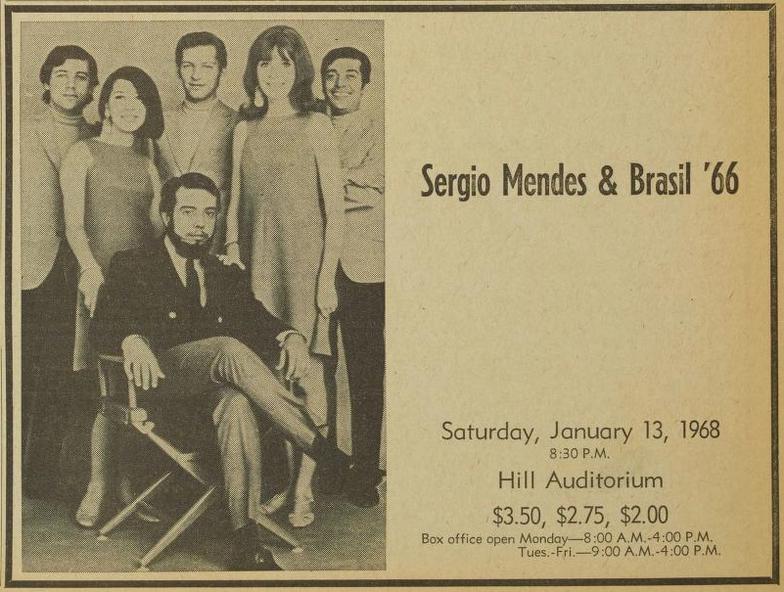 Sergio Mendes & Brasil '66
Saturday, January 13, 1968
8:30 P.M.
Hill Auditorium
$3.50, $2.75, $2.00
Box office open Monday—8:00 A.M.-4:00 P.M.
Tues.-Fri.—9:00 A.M.-4:00 P.M.